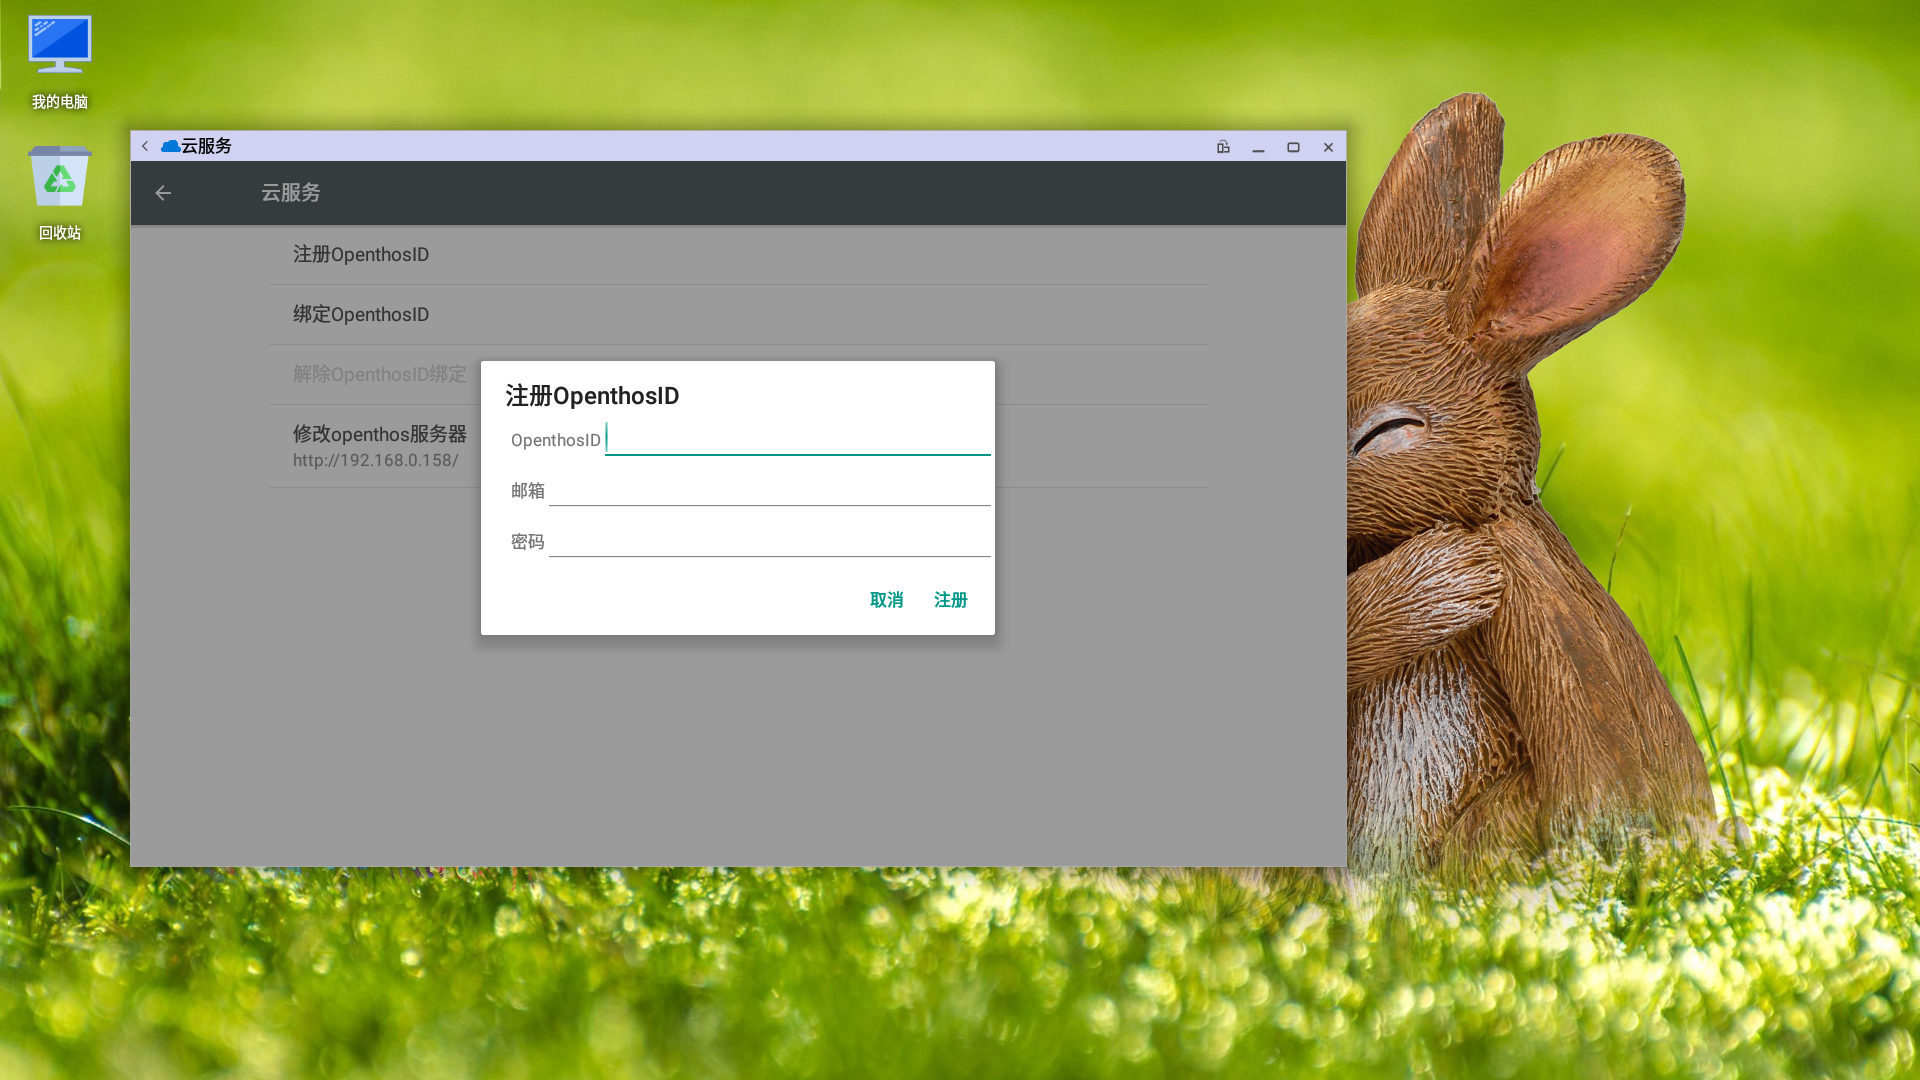 我的电脑
回收站
云服务
云服务
注册OpenthosID
绑定OpenthosID
解除OpenthosID绑定
修改openthos服务器
http://192.168.0.158/
注册OpenthosID
OpenthosID
邮箱
密码
取消 注册